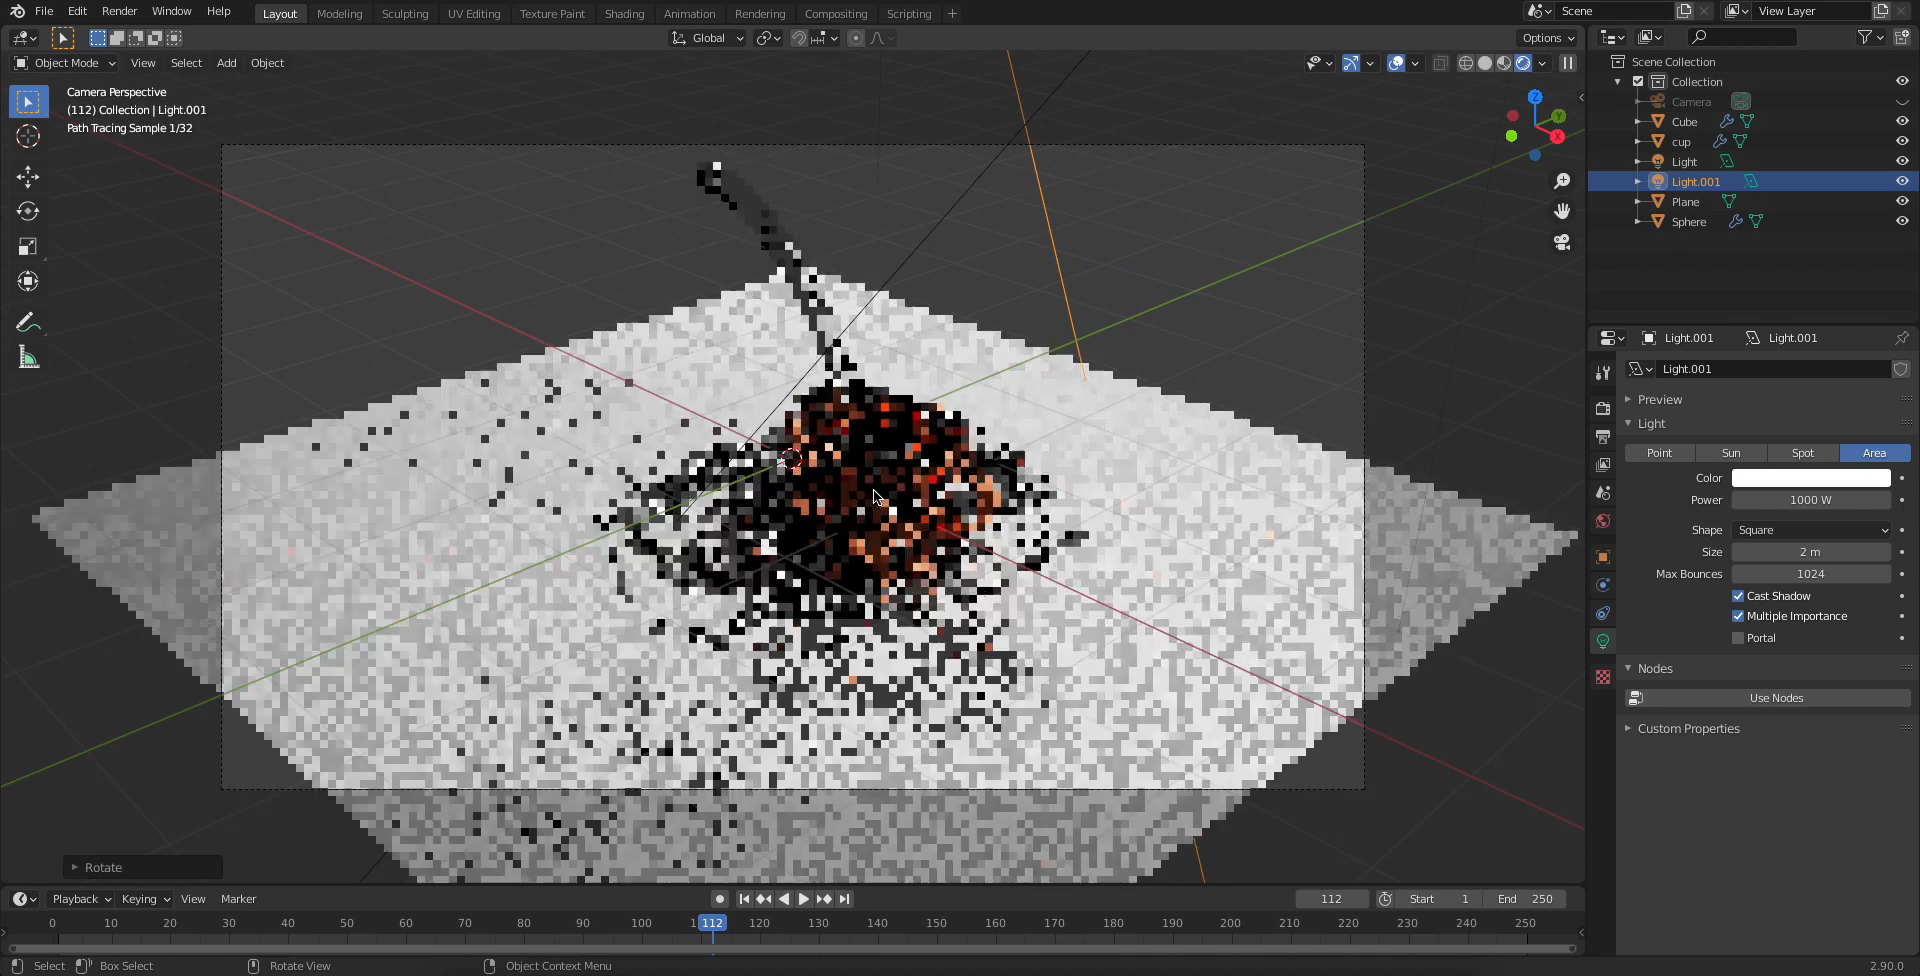 File Edit Render Window Help
Layout Modeling Sculpting UV Editing Texture Paint Shading Animation Rendering Compositing Scripting +
Scene
View Layer
Global
Options
Object Mode View Select Add Object
Camera Perspective
(112) Collection | Light.001
Path Tracing Sample 1/32
Z
Y
X
Rotate
Scene Collection
Collection
Camera
Cube
cup
Light
Light.001
Plane
Sphere
Light.001 Light.001
Light.001
Preview
Light
Point Sun Spot Area
Color
Power 1000 W
Shape Square
Size 2 m
Max Bounces 1024
Cast Shadow
Multiple Importance
Portal
Nodes
Use Nodes
Custom Properties
Playback Keying View Marker
112 Start 1 End 250
0 10 20 30 40 50 60 70 80 90 100 1 112 120 130 140 150 160 170 180 190 200 210 220 230 240 250
Select Box Select Rotate View Object Context Menu 2.90.0